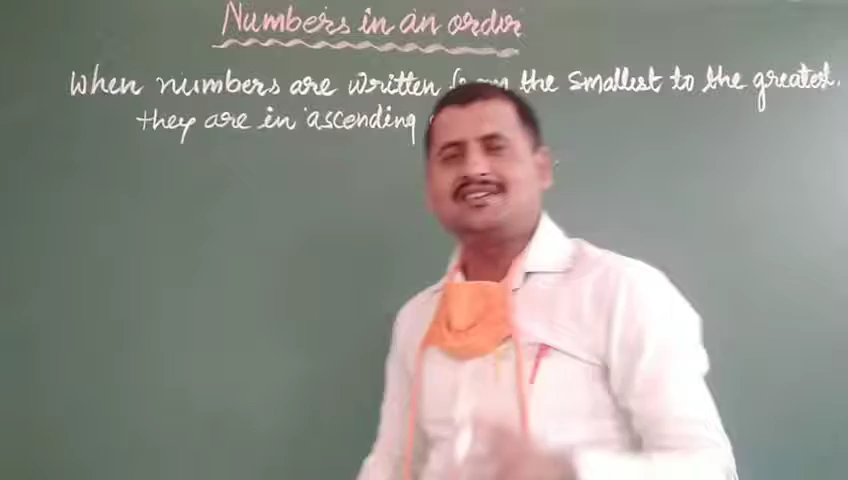 Numbers in an order
When numbers are written the smallest to the greatest.
they are in ascending